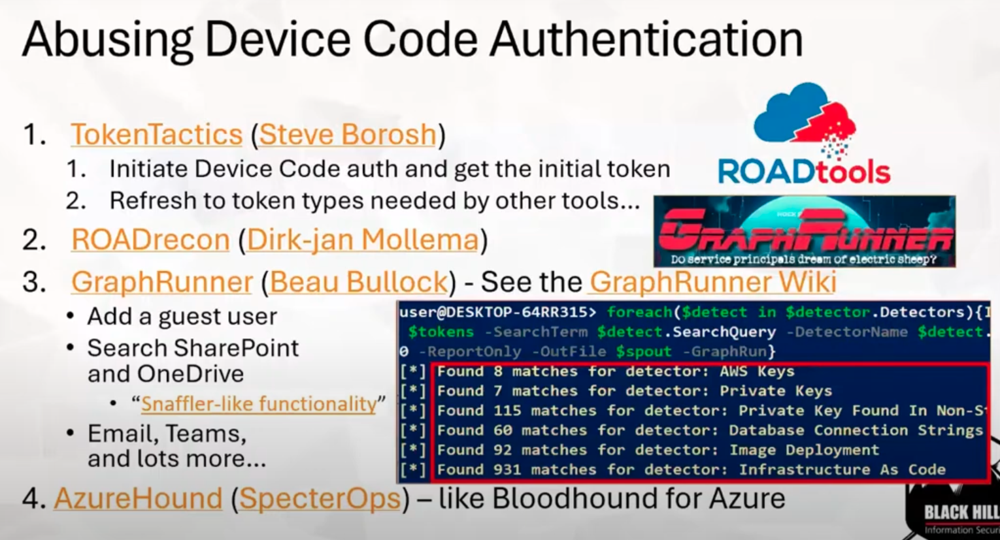 Abusing Device Code Authentication
1. TokenTactics (Steve Borosh)
1. Initiate Device Code auth and get the initial token
2. Refresh to token types needed by other tools...
ROADtools
2. ROADrecon (Dirk-jan Mollema)
GRAPHRUNNER
Do service principals dream of electric sheep?
3. GraphRunner (Beau Bullock) - See the GraphRunner Wiki
• Add a guest user
• Search SharePoint
and OneDrive
• “Snaffler-like functionality”
• Email, Teams,
and lots more...
user@DESKTOP-64RR315> foreach($detect in $detector.Detectors){I
$tokens -SearchTerm $detect.SearchQuery -DetectorName $detect.
0 -ReportOnly -OutFile $spout -GraphRun}
[*] Found 8 matches for detector: AWS Keys
[*] Found 7 matches for detector: Private Keys
[*] Found 115 matches for detector: Private Key Found In Non-S
[*] Found 60 matches for detector: Database Connection Strings
[*] Found 92 matches for detector: Image Deployment
[*] Found 931 matches for detector: Infrastructure As Code
4. AzureHound (SpecterOps) – like Bloodhound for Azure
BLACK HILL
Information Securi